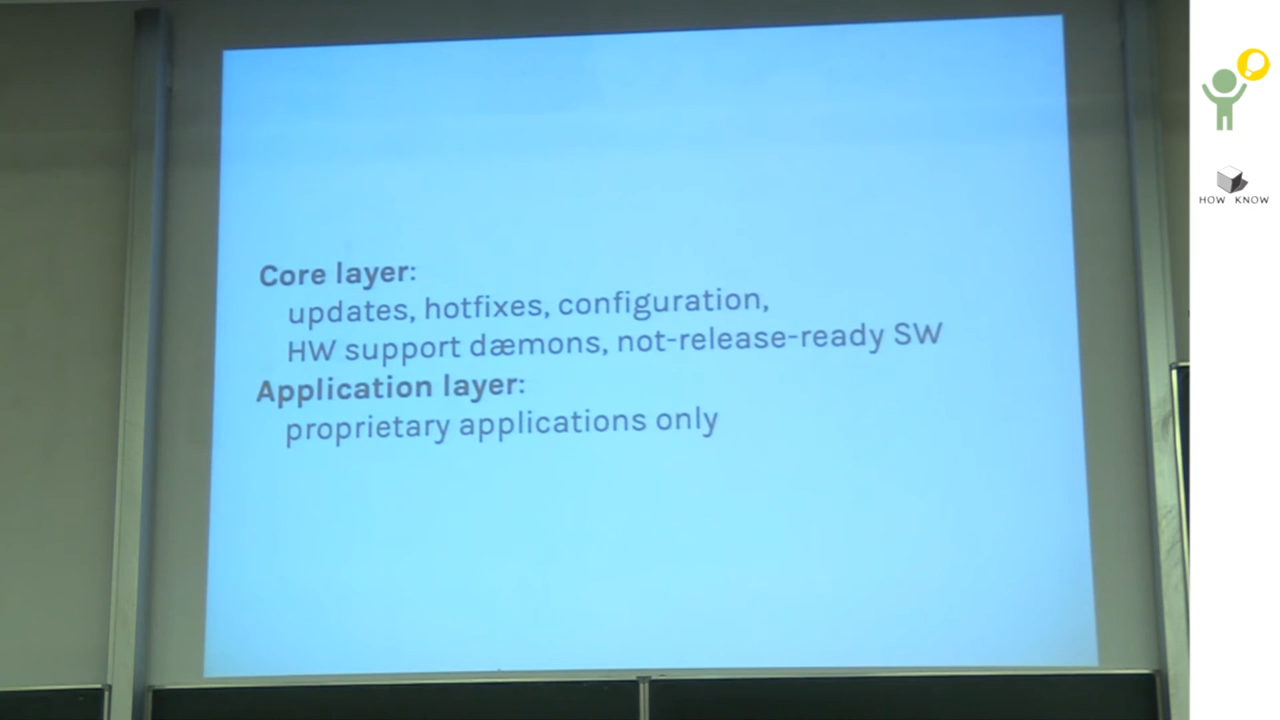 Core layer:
updates, hotfixes, configuration,
HW support dæmons, not-release-ready SW
Application layer:
proprietary applications only
HOW KNOW